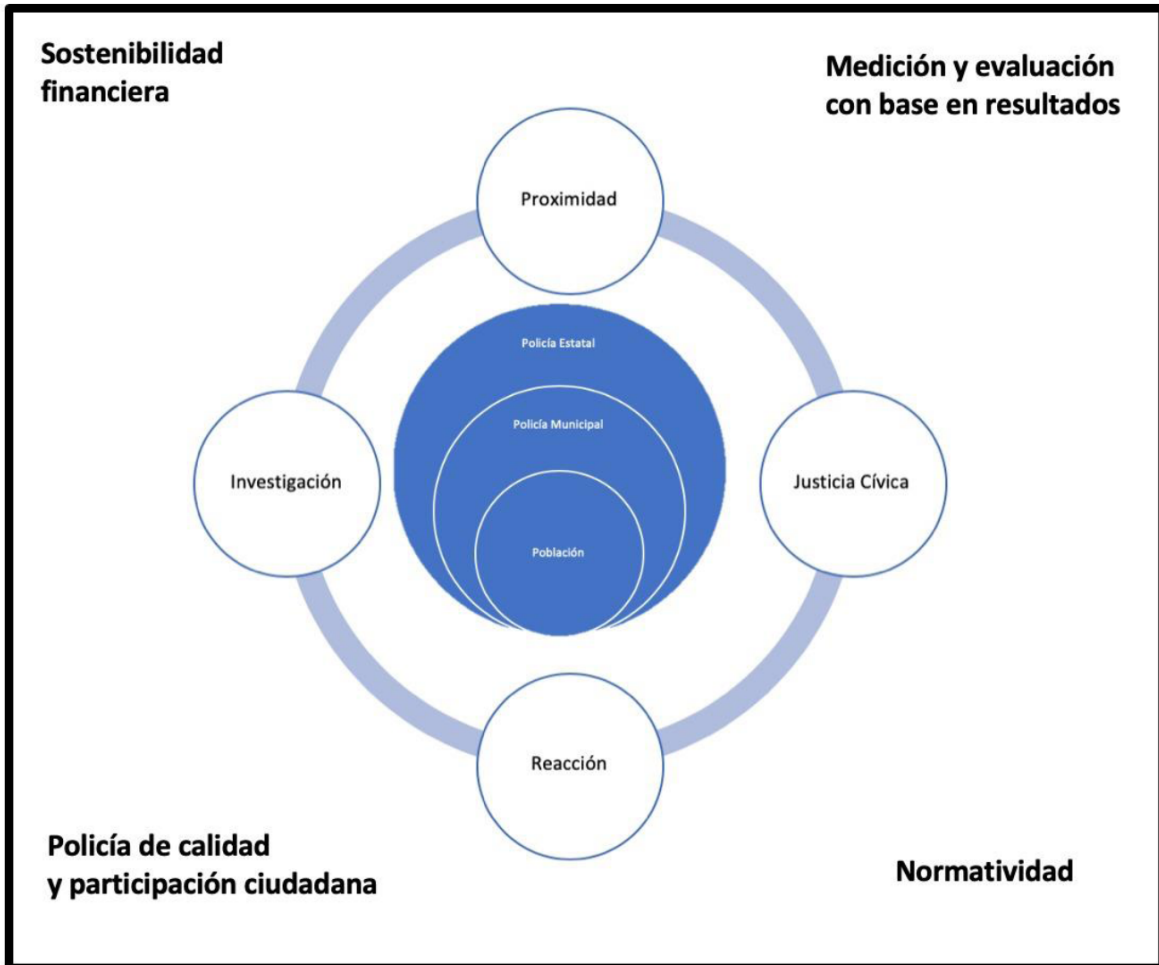 Sostenibilidad
financiera
Medición y evaluación
con base en resultados
Proximidad
Policía Estatal
Policía Municipal
Investigación
Justicia Cívica
Población
Reacción
Policía de calidad
y participación ciudadana
Normatividad